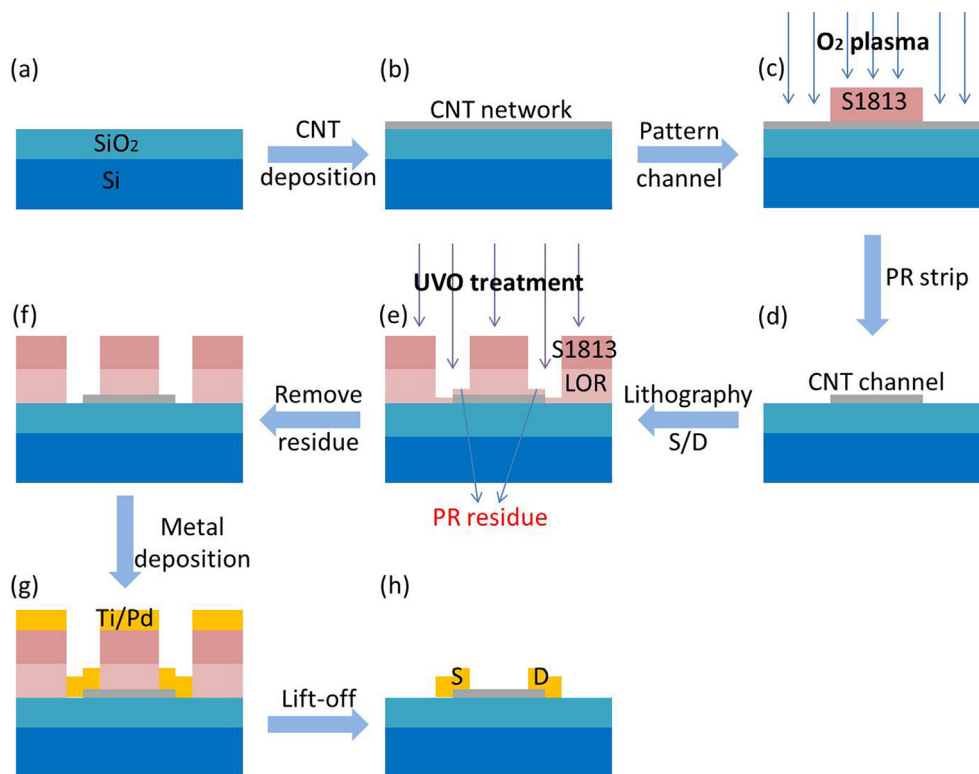 (a)
SiO₂
Si
CNT
deposition
(b)
CNT network
Pattern
channel
O₂ plasma
(c)
S1813
PR strip
(d)
CNT channel
Lithography
S/D
UVO treatment
(e)
S1813
LOR
PR residue
Remove
residue
(f)
Metal
deposition
(g)
Ti/Pd
Lift-off
(h)
S D